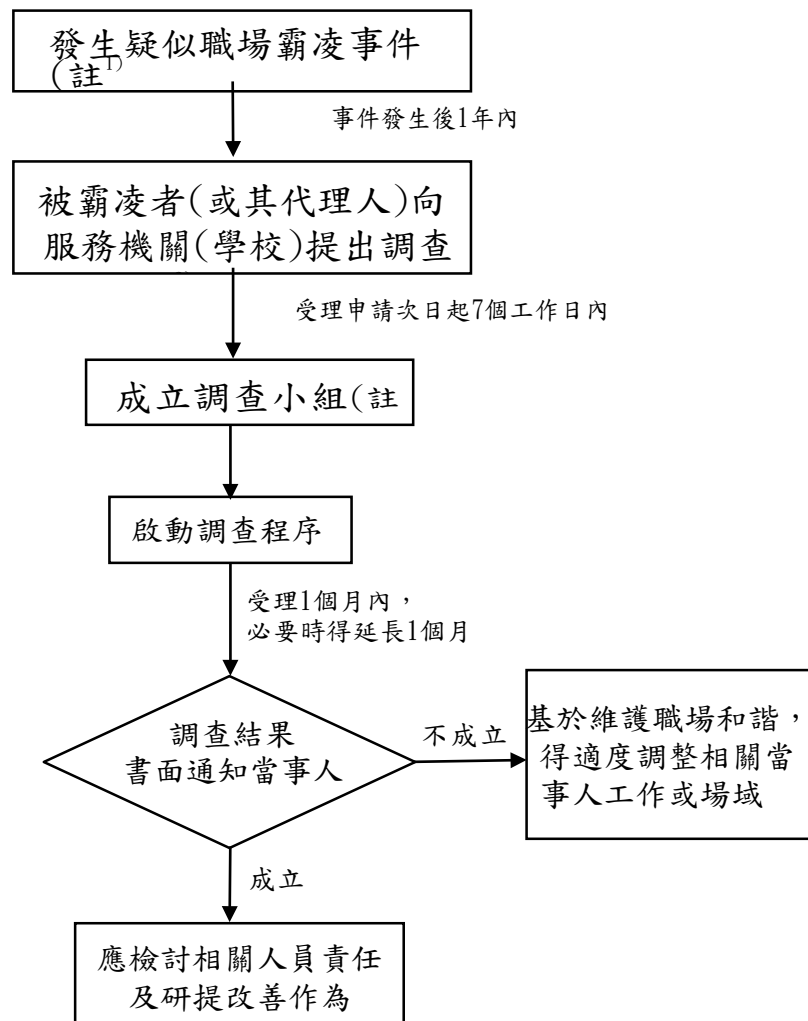 發生疑似職場霸凌事件
(註1)
事件發生後1年內
被霸凌者(或其代理人)向
服務機關(學校)提出調查
受理申請次日起7個工作日內
成立調查小組(註
啟動調查程序
受理1個月內，
必要時得延長1個月
調查結果
書面通知當事人
不成立
基於維護職場和諧，
得適度調整相關當
事人工作或場域
成立
應檢討相關人員責任
及研提改善作為